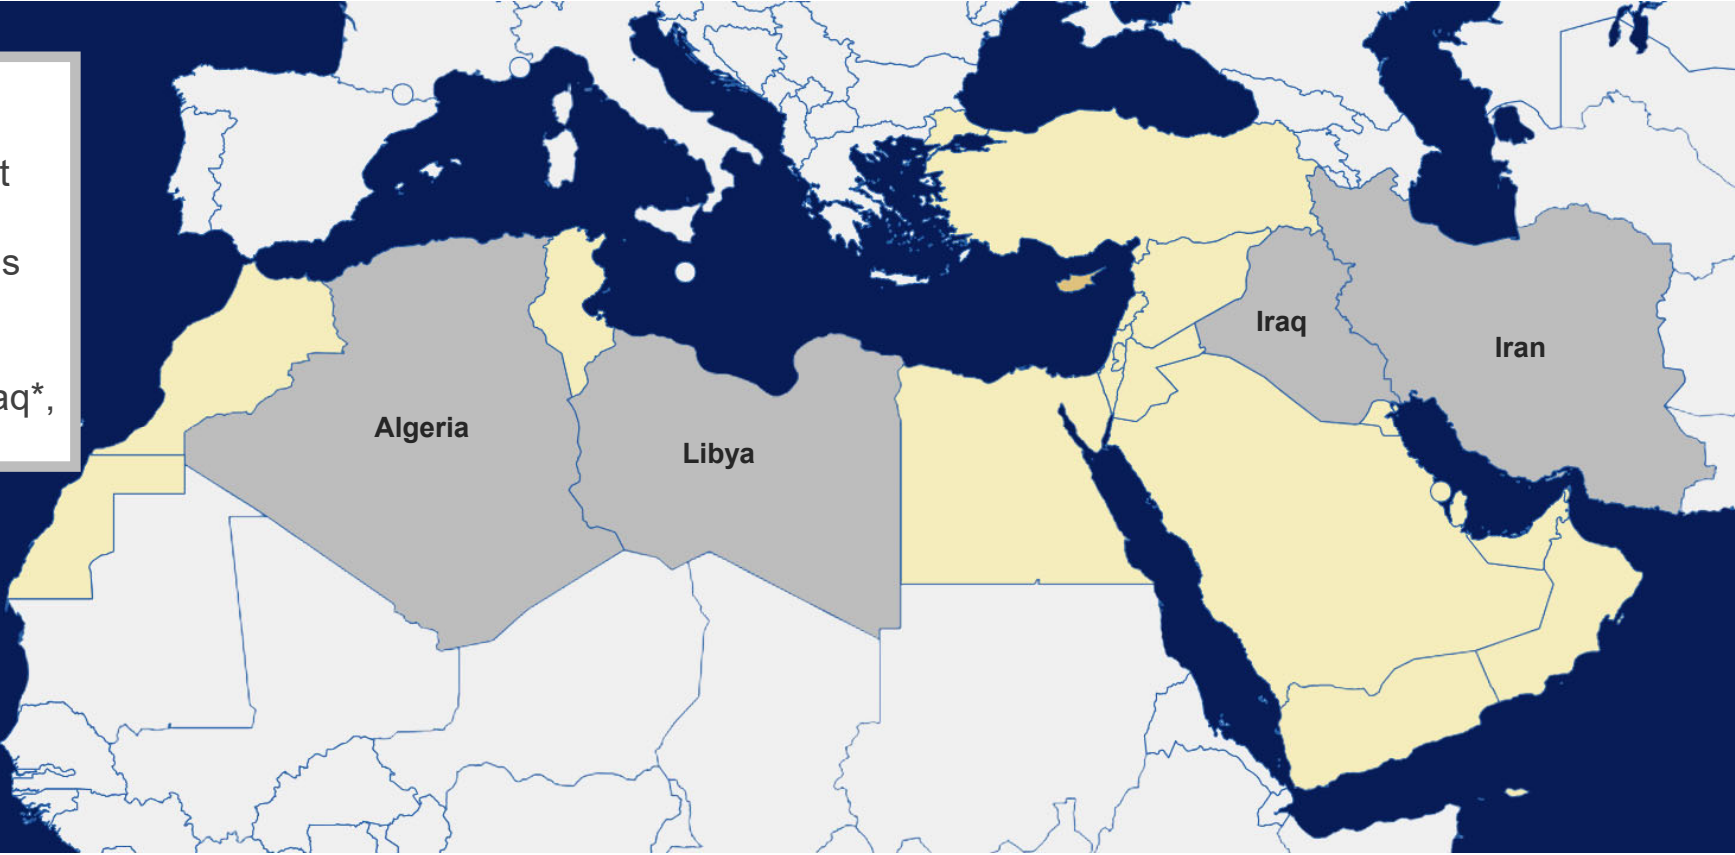 t
s
aq*,
Iraq
Iran
Algeria
Libya